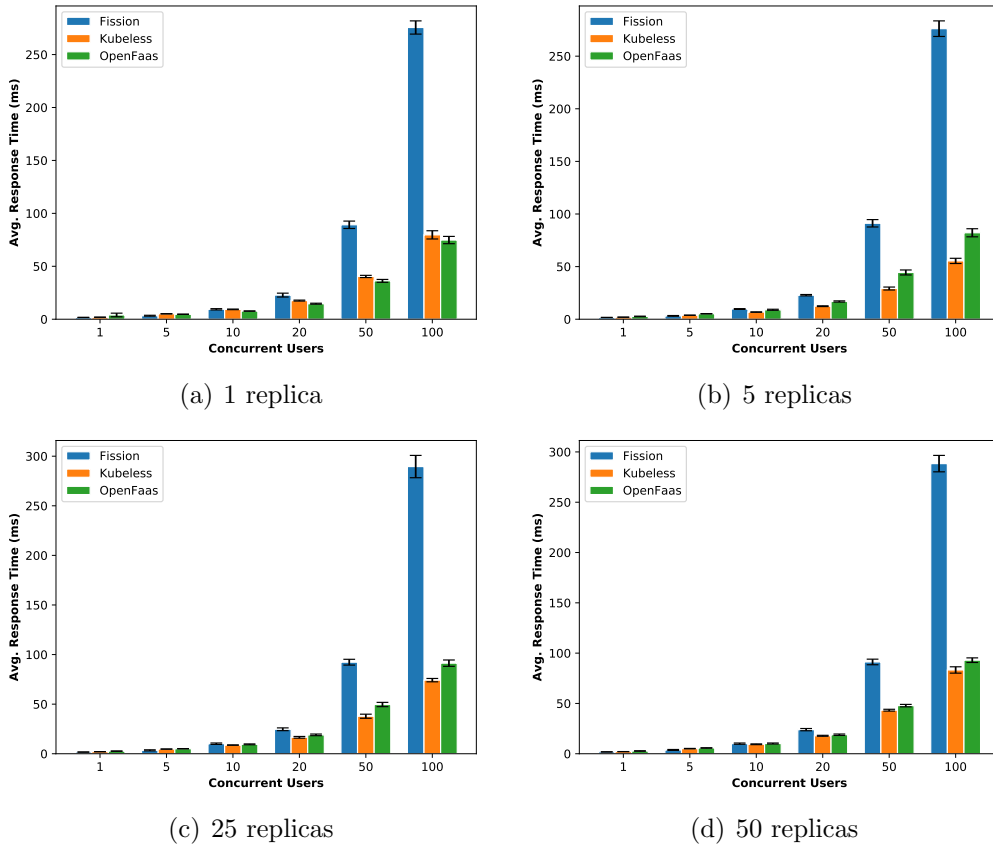 Fission
Kubeless
OpenFaas
Avg. Response Time (ms)
250
200
150
100
50
0
1 5 10 20 50 100
Concurrent Users
(a) 1 replica
Fission
Kubeless
OpenFaas
Avg. Response Time (ms)
250
200
150
100
50
0
1 5 10 20 50 100
Concurrent Users
(b) 5 replicas
Fission
Kubeless
OpenFaas
Avg. Response Time (ms)
300
250
200
150
100
50
0
1 5 10 20 50 100
Concurrent Users
(c) 25 replicas
Fission
Kubeless
OpenFaas
Avg. Response Time (ms)
300
250
200
150
100
50
0
1 5 10 20 50 100
Concurrent Users
(d) 50 replicas